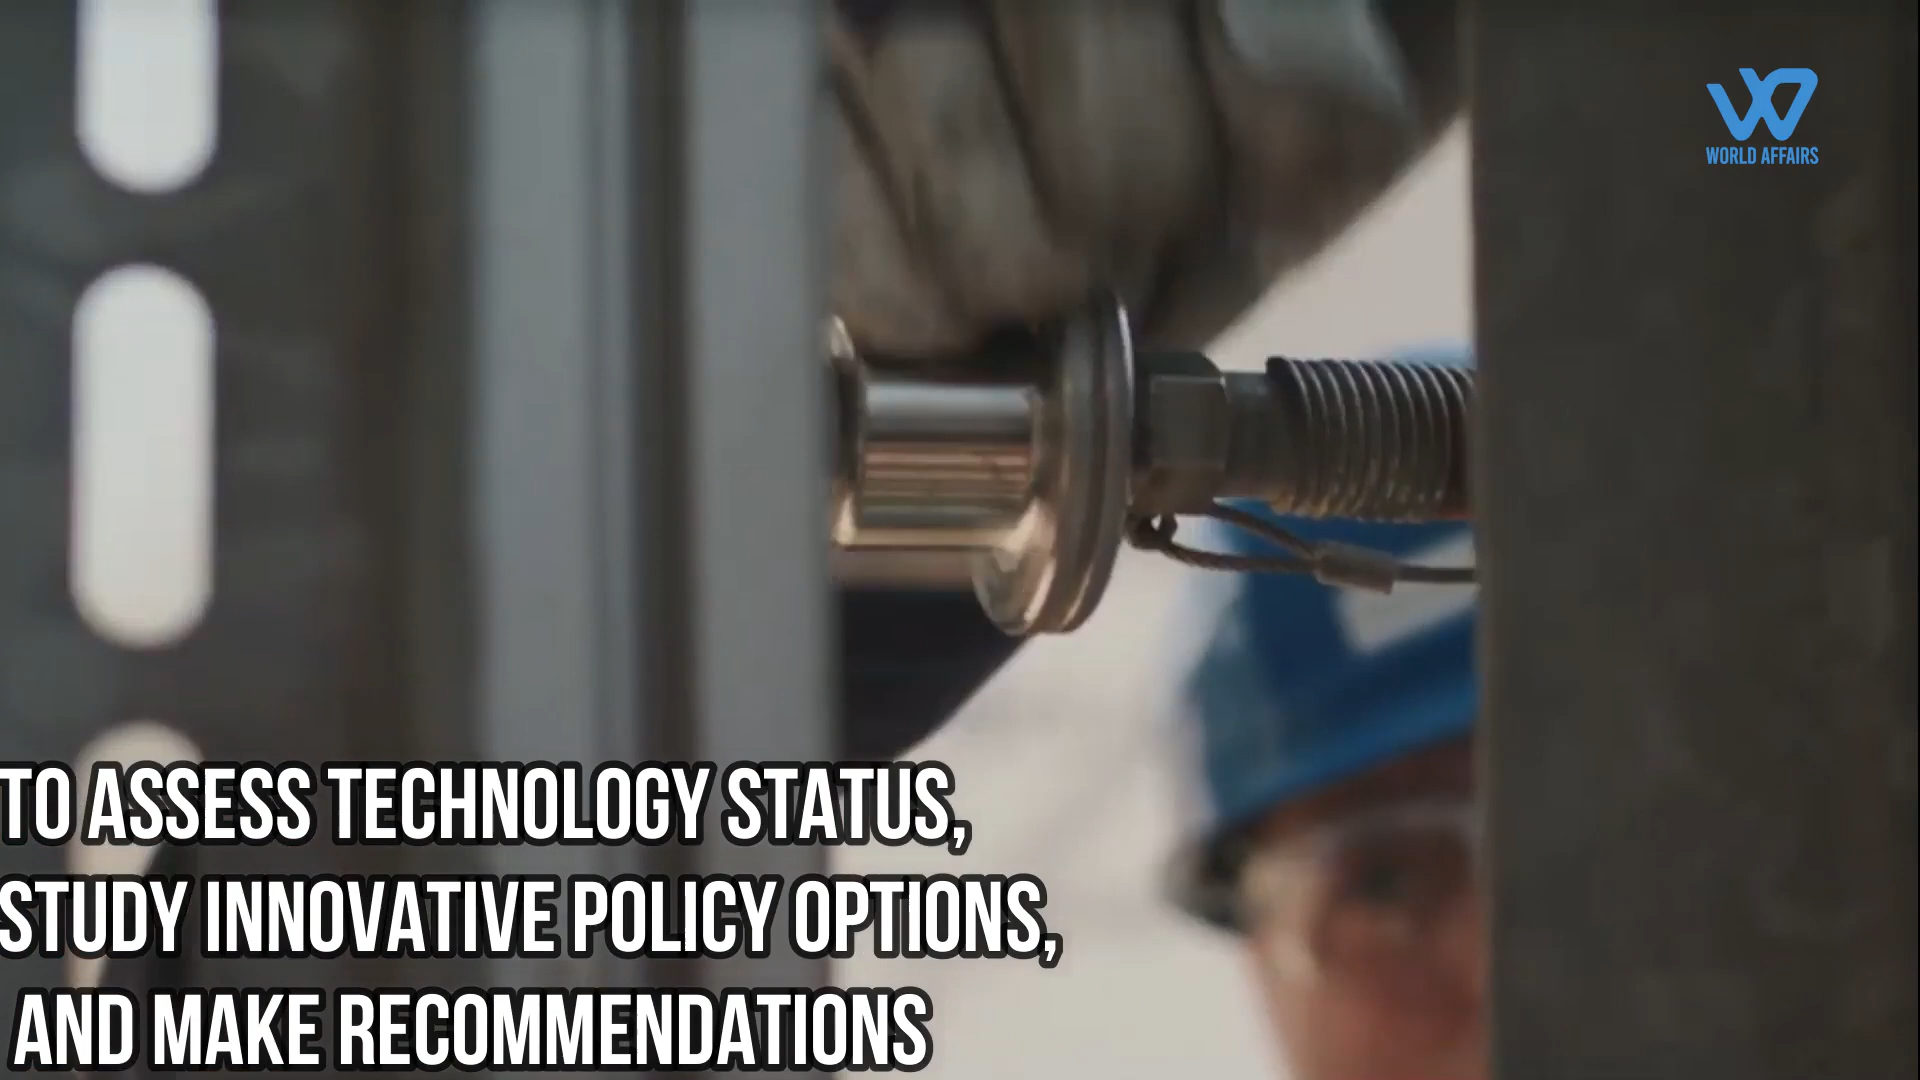 WORLD AFFAIRS
TO ASSESS TECHNOLOGY STATUS,
STUDY INNOVATIVE POLICY OPTIONS,
AND MAKE RECOMMENDATIONS